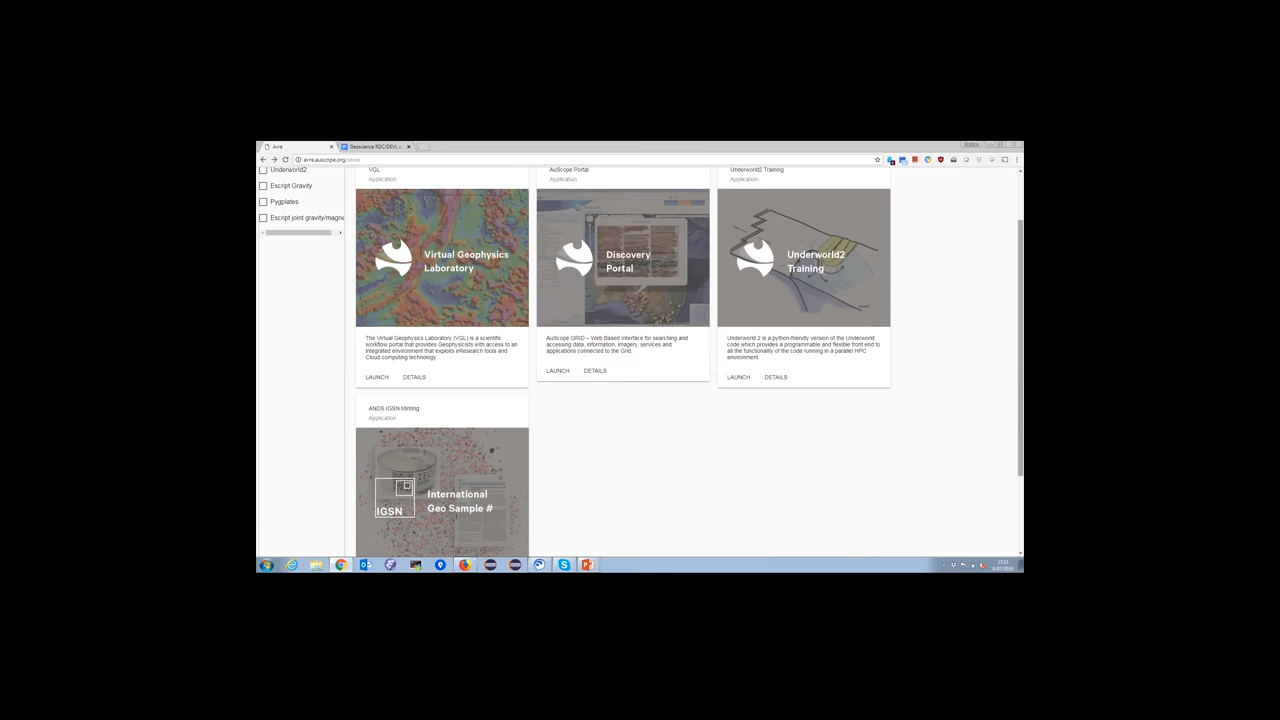 Avre
Geoscience RDC/DEVL
avre.auscope.org/store
Underworld2
Escript Gravity
Pygplates
Escript joint gravity/magne
VGL
Application
Virtual Geophysics
Laboratory
The Virtual Geophysics Laboratory (VGL) is a scientific
workflow portal that provides Geophysicists with access to an
integrated environment that exploits eResearch tools and
Cloud computing technology.
LAUNCH DETAILS
AuScope Portal
Application
Discovery
Portal
AuScope GRID – Web Based Interface for searching and
accessing data, information, imagery, services and
applications connected to the Grid.
LAUNCH DETAILS
Underworld2 Training
Application
Underworld2
Training
Underworld 2 is a python-friendly version of the Underworld
code which provides a programmable and flexible front end to
all the functionality of the code running in a parallel HPC
environment.
LAUNCH DETAILS
ANDS IGSN Minting
Application
IGSN
International
Geo Sample #